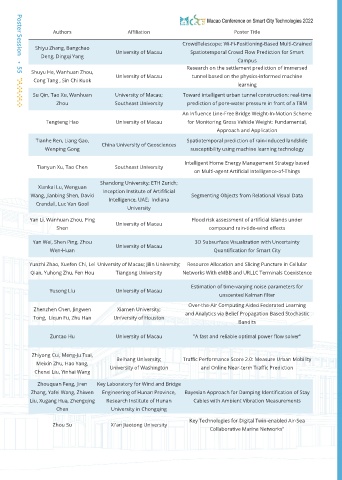 Macao Conference on Smart City Technologies 2022
Poster Session • 55
Authors Affiliation Poster Title
Shiyu Zhang, Bangchao Deng, Dingqi Yang
University of Macau
CrowdTelescope: Wi-Fi-Positioning-Based Multi-Grained
Spatiotemporal Crowd Flow Prediction for Smart
Campus
Shuyu He, Wanhuan Zhou,
Cong Tang, Sin Chi Kuok
University of Macau
Research on the settlement prediction of immersed
tunnel based on the physics-informed machine
learning
Su Qin, Tao Xu, Wanhuan
Zhou
University of Macau;
Southeast University
Toward intelligent urban tunnel construction: real-time
prediction of pore-water pressure in front of a TBM
Tengteng Hao
University of Macau
An Influence Line-Free Bridge Weight-In-Motion Scheme
for Monitoring Gross Vehicle Weight: Fundamental,
Approach and Application
Tianhe Ren, Liang Gao,
Wenping Gong
China University of Geosciences
Spatiotemporal prediction of rain-induced landslide
susceptibility using machine learning technology
Tianyun Xu, Tao Chen
Southeast University
Intelligent Home Energy Management Strategy based
on Multi-agent Artificial Intelligence-of-Things
Xiankai Lu, Wenguan
Wang, Jianbing Shen, David
Crandall, Luc Van Gool
Shandong University; ETH Zurich;
Inception Institute of Artificial
Intelligence, UAE; Indiana
University
Segmenting Objects from Relational Visual Data
Yan Li, Wanhuan Zhou, Ping
Shen
University of Macau
Flood risk assessment of artificial islands under
compound rain-tide-wind effects
Yan Wei, Shen Ping, Zhou
Wan-Huan
University of Macau
3D Subsurface Visualization with Uncertainty
Quantification for Smart City
Yuanzhi Zhao, Xuefen Chi, Lei
Qian, Yuhong Zhu, Fen Hou
University of Macau; Jilin University;
Tiangong University
Resource Allocation and Slicing Puncture in Cellular
Networks With eMBB and URLLC Terminals Coexistence
Yusong Liu
University of Macau
Estimation of time-varying noise parameters for
unscented Kalman filter
Zhenzhen Chen, Jingwen
Tong, Liqun Fu, Zhu Han
Xiamen University;
University of Houston
Over-the-Air Computing Aided Federated Learning
and Analytics via Belief Propagation Based Stochastic
Bandits
Zuntao Hu
University of Macau
"A fast and reliable optimal power flow solver"
Zhiyong Cui, Meng-Ju Tsai,
Meixin Zhu, Hao Yang,
Chenxi Liu, Yinhai Wang
Beihang University;
University of Washington
Traffic Performance Score 2.0: Measure Urban Mobility
and Online Near-term Traffic Prediction
Zhouquan Feng, Jiren
Zhang, Yafei Wang, Zhiwen
Liu, Xugang Hua, Zhengqing
Chen
Key Laboratory for Wind and Bridge
Engineering of Hunan Province,
Research Institute of Hunan
University in Chongqing
Bayesian Approach for Damping Identification of Stay
Cables with Ambient Vibration Measurements
Zhou Su
Xi'an Jiaotong University
Key Technologies for Digital Twin-enabled Air-Sea
Collaborative Marine Networks"